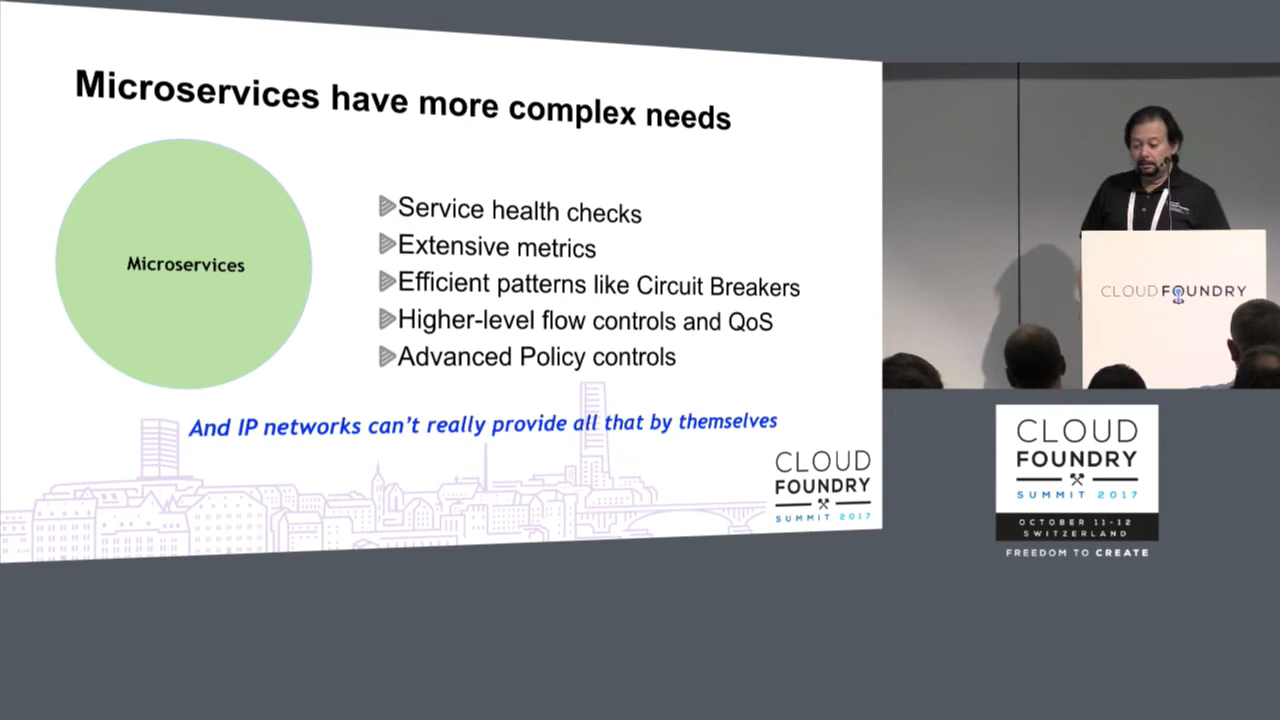 Microservices have more complex needs
Microservices
Service health checks
Extensive metrics
Efficient patterns like Circuit Breakers
Higher-level flow controls and QoS
Advanced Policy controls
And IP networks can't really provide all that by themselves
CLOUD
FOUNDRY
SUMMIT 2017
CLOUD FOUNDRY
CLOUD
FOUNDRY
SUMMIT 2017
OCTOBER 11-12
SWITZERLAND
FREEDOM TO CREATE